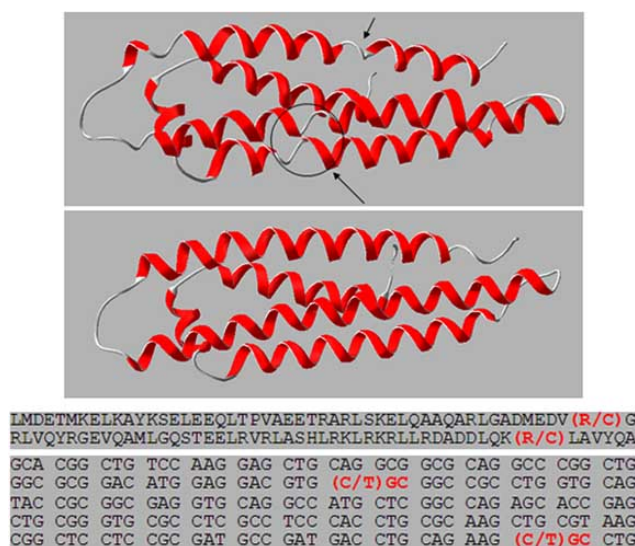 LMDETMKELKAYKSELEEQLTPVAEETRARLSKELQAAQARLGADMEDV(R/C)G
RLVQYRGEVQAMLGQSTEELRVRLASHLRKLRKRLLRDADDLQK(R/C)LAVYQA
GCA CGG CTG TCC AAG GAG CTG CAG GCG GCG CAG GCC CGG CTG
GGC GCG GAC ATG GAG GAC GTG (C/T)GC GGC CGC CTG GTG CAG
TAC CGC GGC GAG GTG CAG GCC ATG CTC GGC CAG AGC ACC GAG
CTG CGG GTG CGC CTC GCC TCC CAC CTG CGC AAG CTG CGT AAG
CGG CTC CTC CGC GAT GCC GAT GAC CTG CAG AAG (C/T)GC CTG